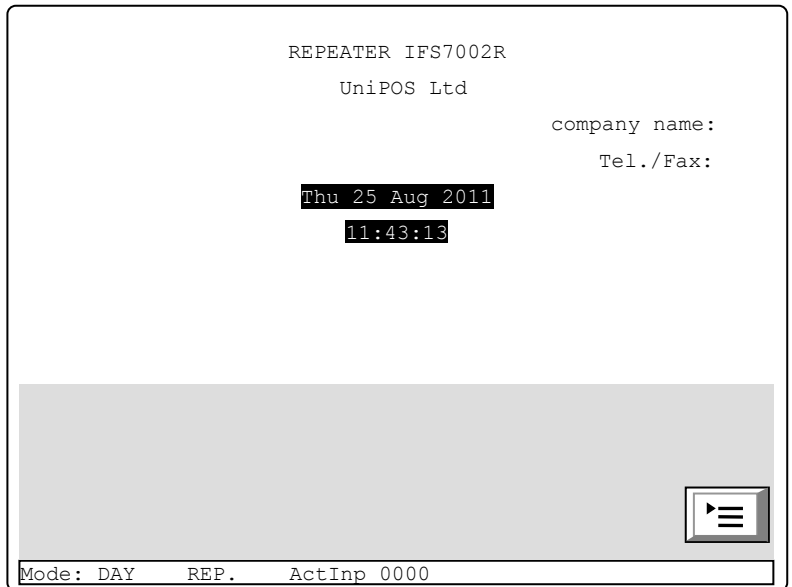 REPEATER IFS7002R
UniPOS Ltd
company name:
Tel./Fax:
Thu 25 Aug 2011
11:43:13
Mode: DAY REP. ActInp 0000